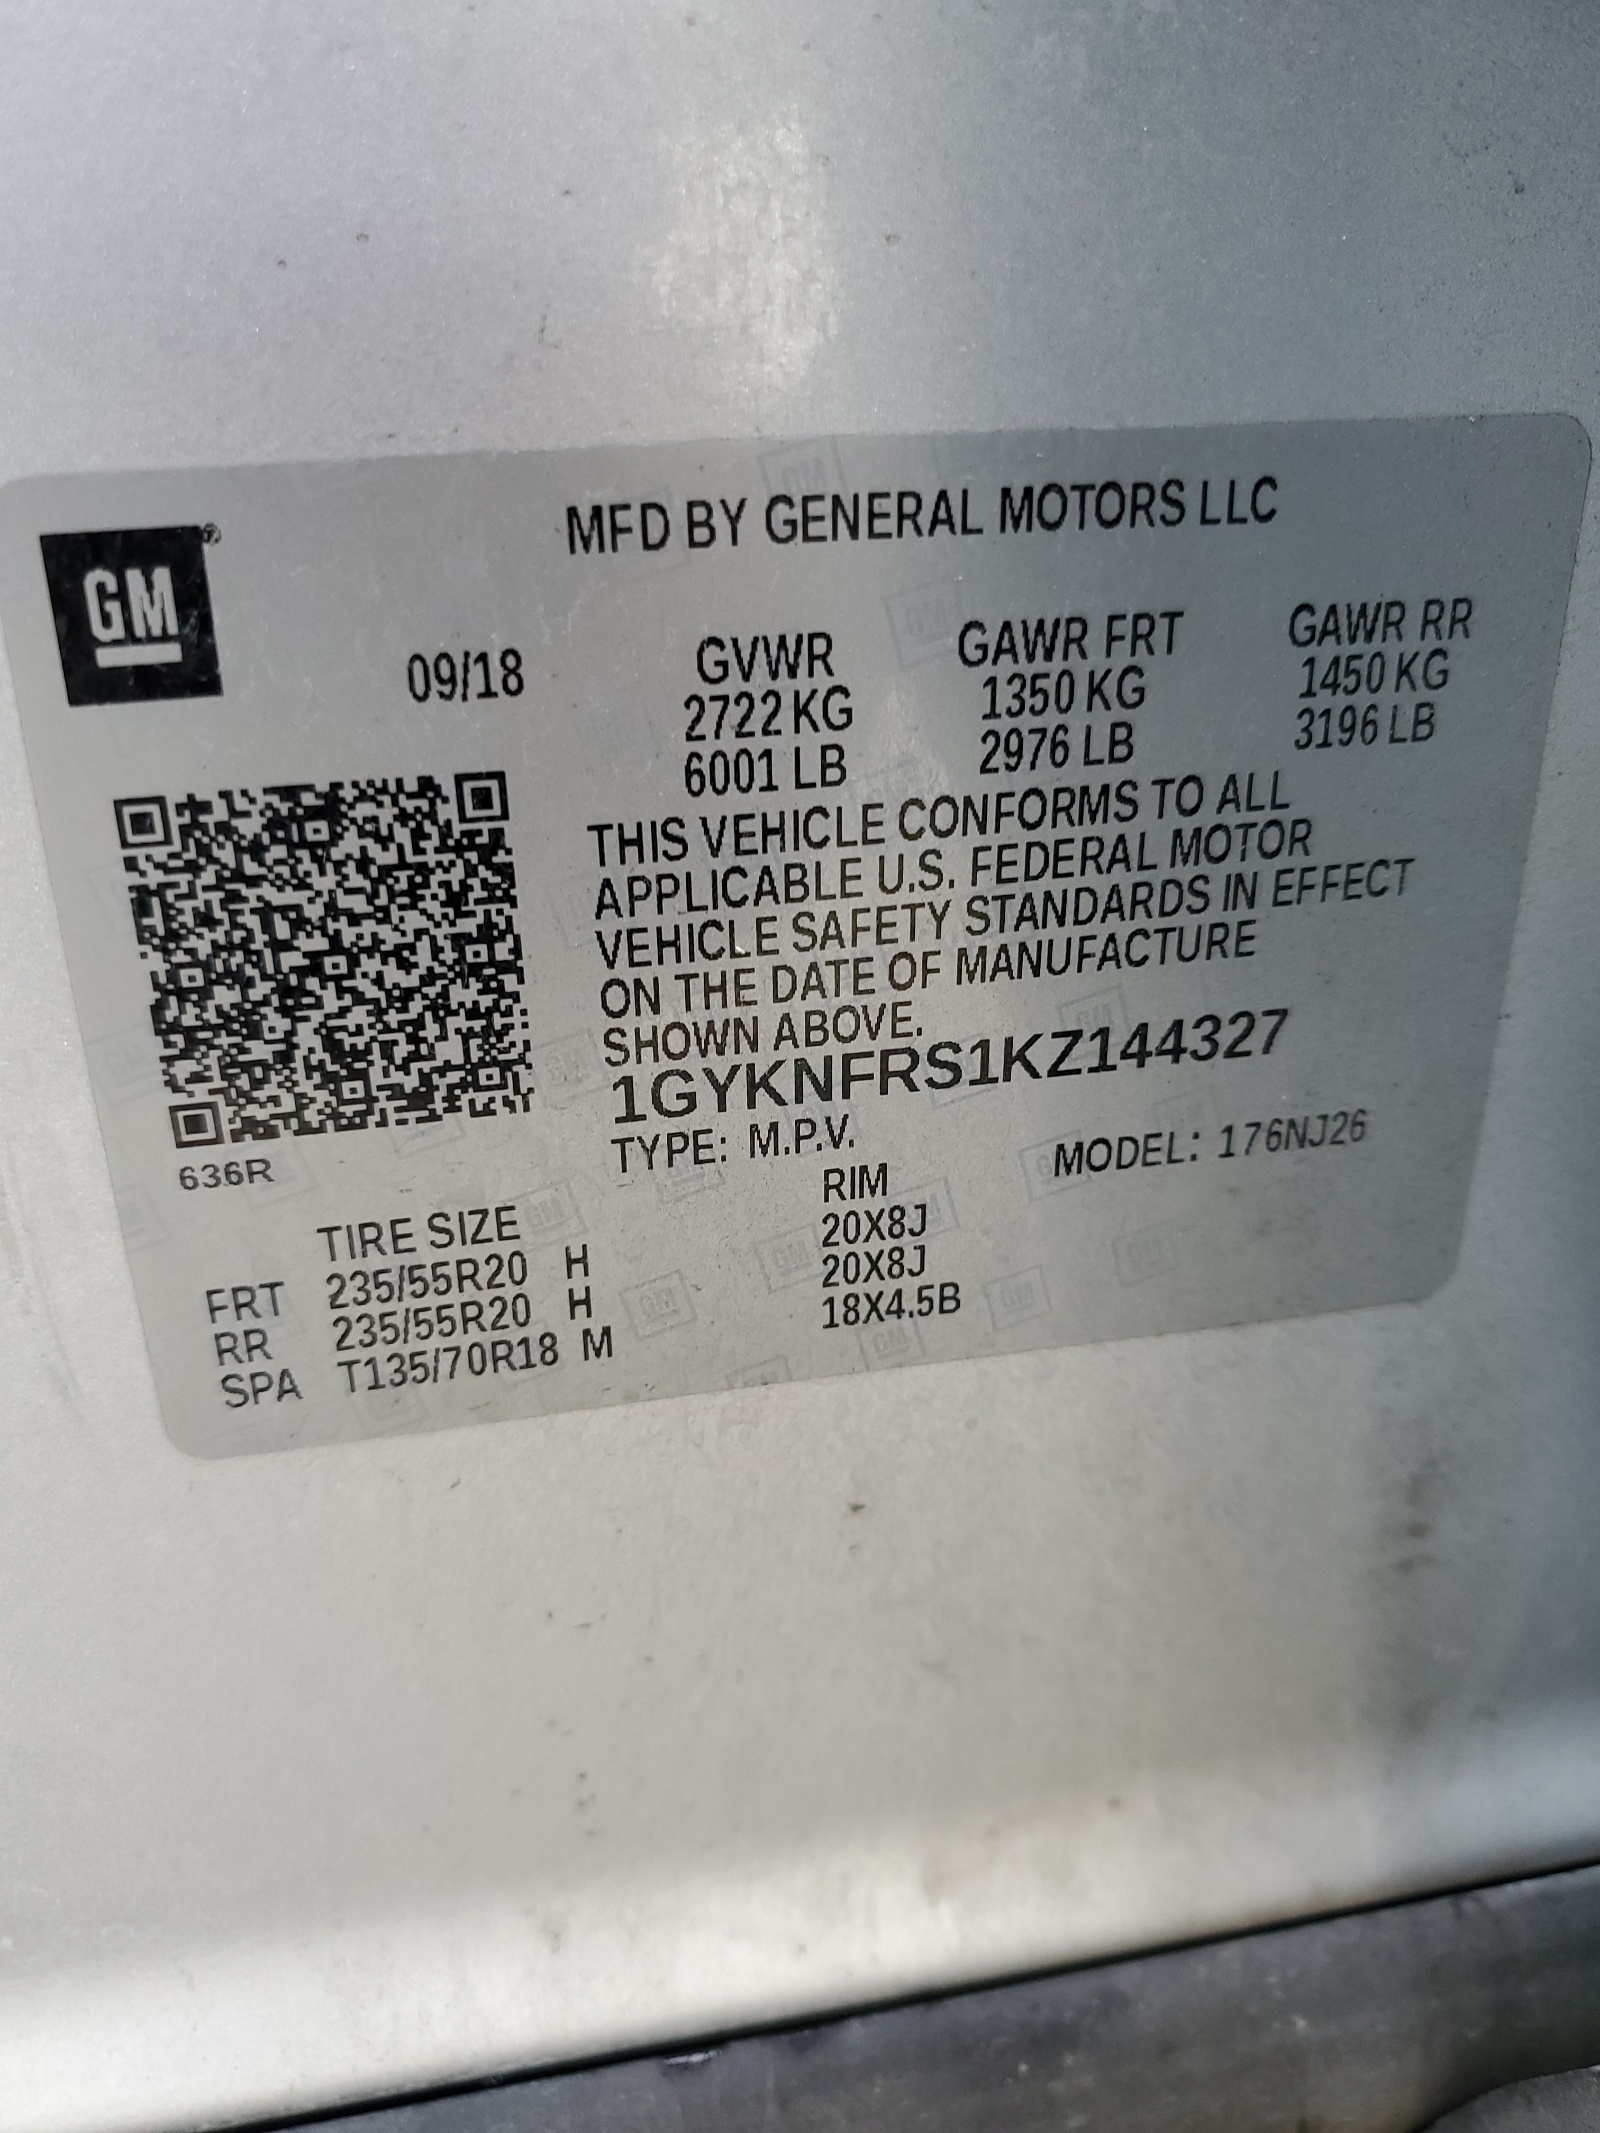 MFD BY GENERAL MOTORS LLC
GM
09/18 GVWR GAWR FRT GAWR RR
2722 KG 1350 KG 1450 KG
6001 LB 2976 LB 3196 LB
THIS VEHICLE CONFORMS TO ALL
APPLICABLE U.S. FEDERAL MOTOR
VEHICLE SAFETY STANDARDS IN EFFECT
ON THE DATE OF MANUFACTURE
SHOWN ABOVE.
1GYKNFRS1KZ144327
TYPE: M.P.V. MODEL: 176NJ26
636R
TIRE SIZE RIM
FRT 235/55R20 H 20X8J
RR 235/55R20 H 20X8J
SPA T135/70R18 M 18X4.5B